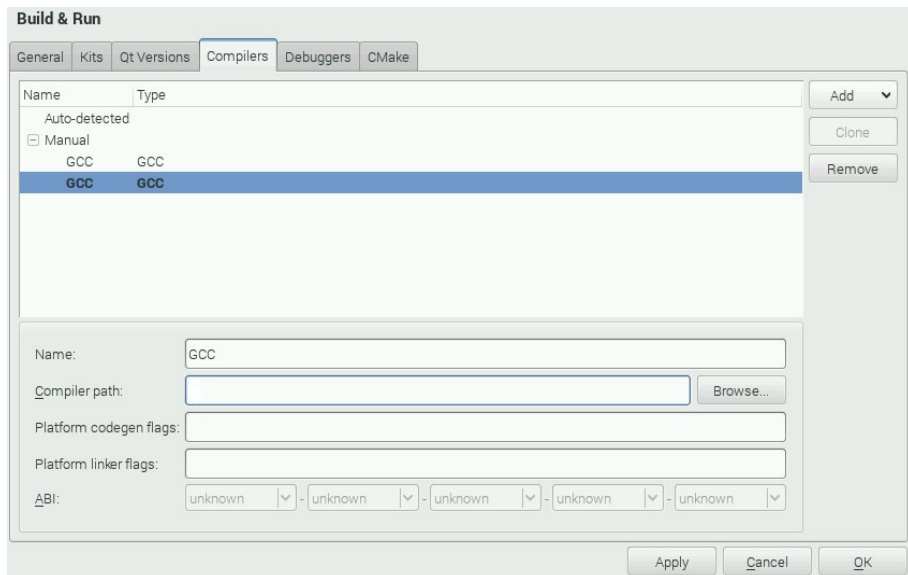 Build & Run
General Kits Qt Versions Compilers Debuggers CMake
Name Type
Add
Auto-detected
Clone
Manual
GCC GCC
Remove
GCC GCC
Name: GCC
Compiler path: Browse...
Platform codegen flags:
Platform linker flags:
ABI: unknown - unknown - unknown - unknown - unknown
Apply Cancel OK